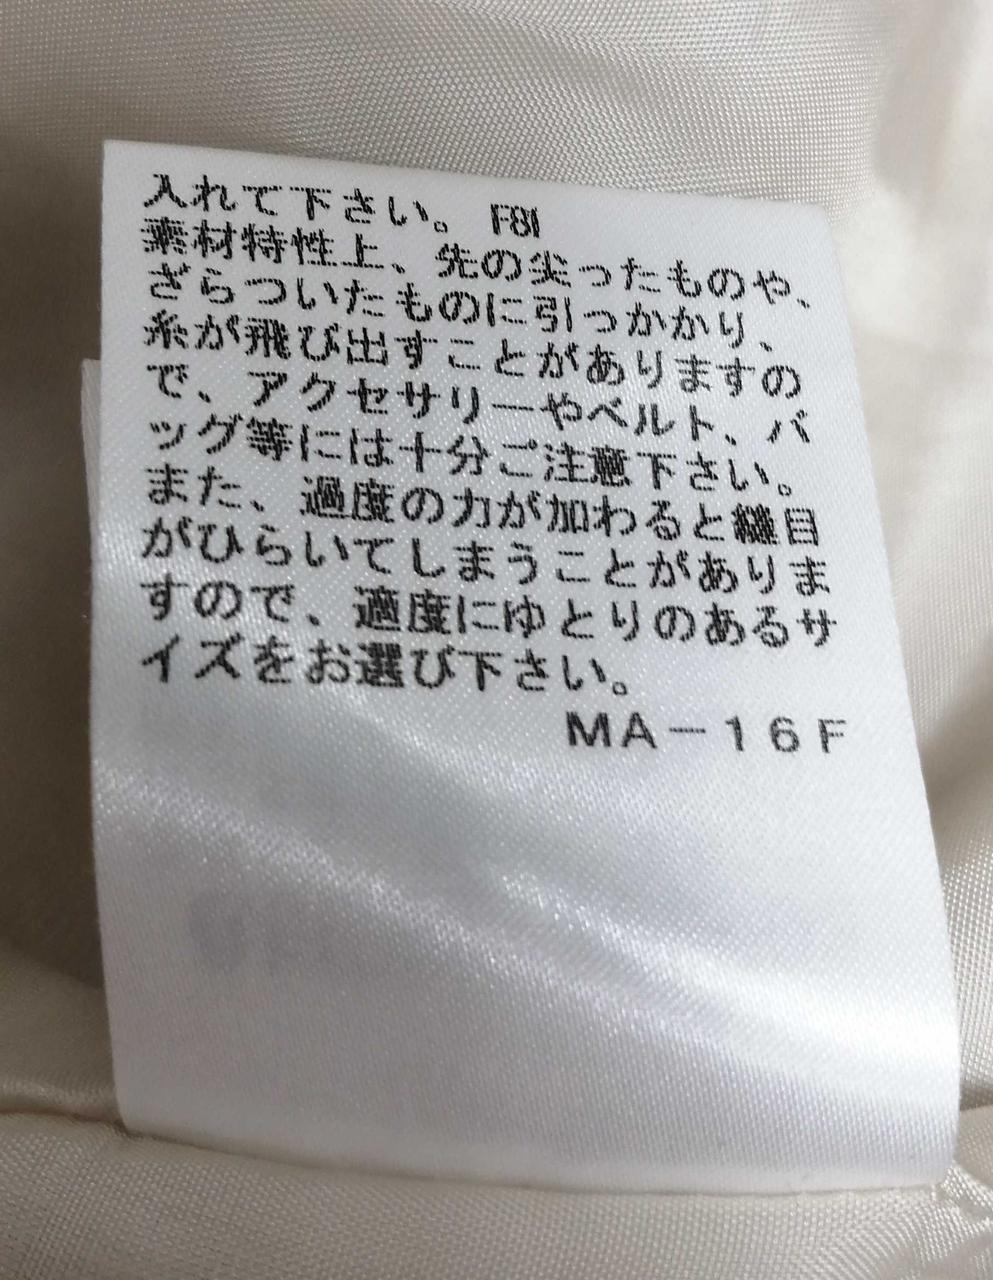 入れて下さい。 F8I
素材特性上、先の尖ったものや、
ざらついたものに引っかかり、
糸が飛び出すことがありますの
で、アクセサリーやベルト、バ
ッグ等には十分ご注意下さい。
また、過度の力が加わると縫目
がひらいてしまうことがありま
すので、適度にゆとりのあるサ
イズをお選び下さい。
MA－16F